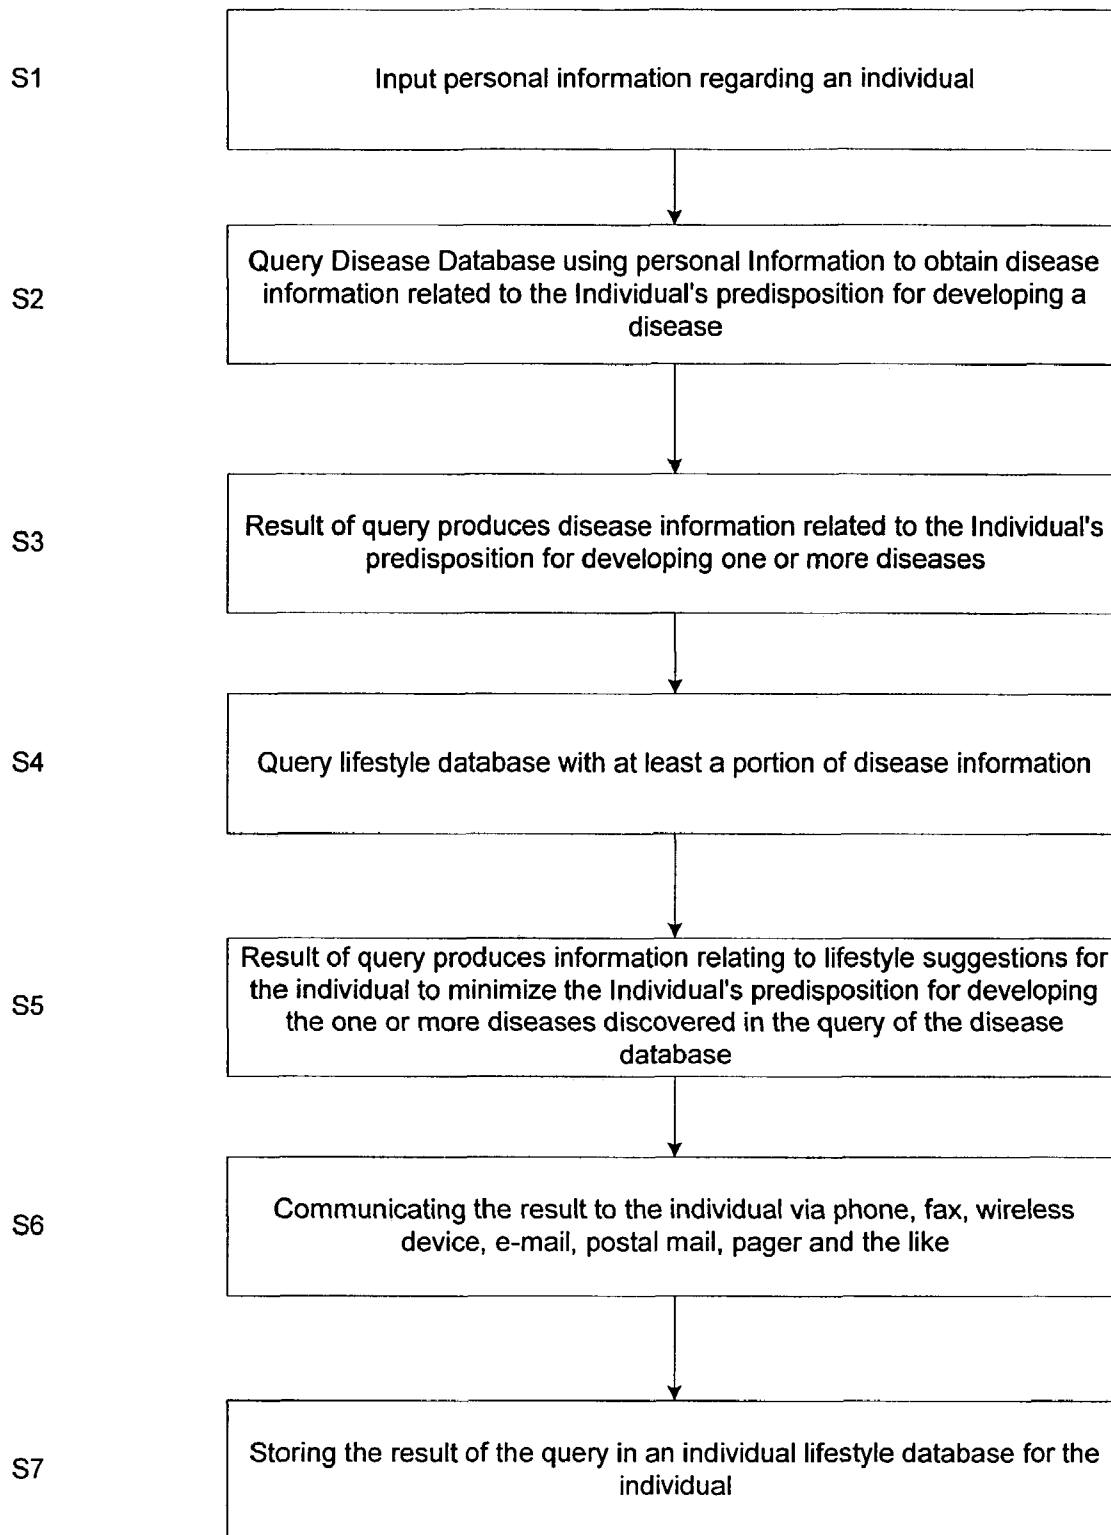 S1
Input personal information regarding an individual
S2
Query Disease Database using personal Information to obtain disease
information related to the Individual's predisposition for developing a
disease
S3
Result of query produces disease information related to the Individual's
predisposition for developing one or more diseases
S4
Query lifestyle database with at least a portion of disease information
S5
Result of query produces information relating to lifestyle suggestions for
the individual to minimize the Individual's predisposition for developing
the one or more diseases discovered in the query of the disease
database
S6
Communicating the result to the individual via phone, fax, wireless
device, e-mail, postal mail, pager and the like
S7
Storing the result of the query in an individual lifestyle database for the
individual